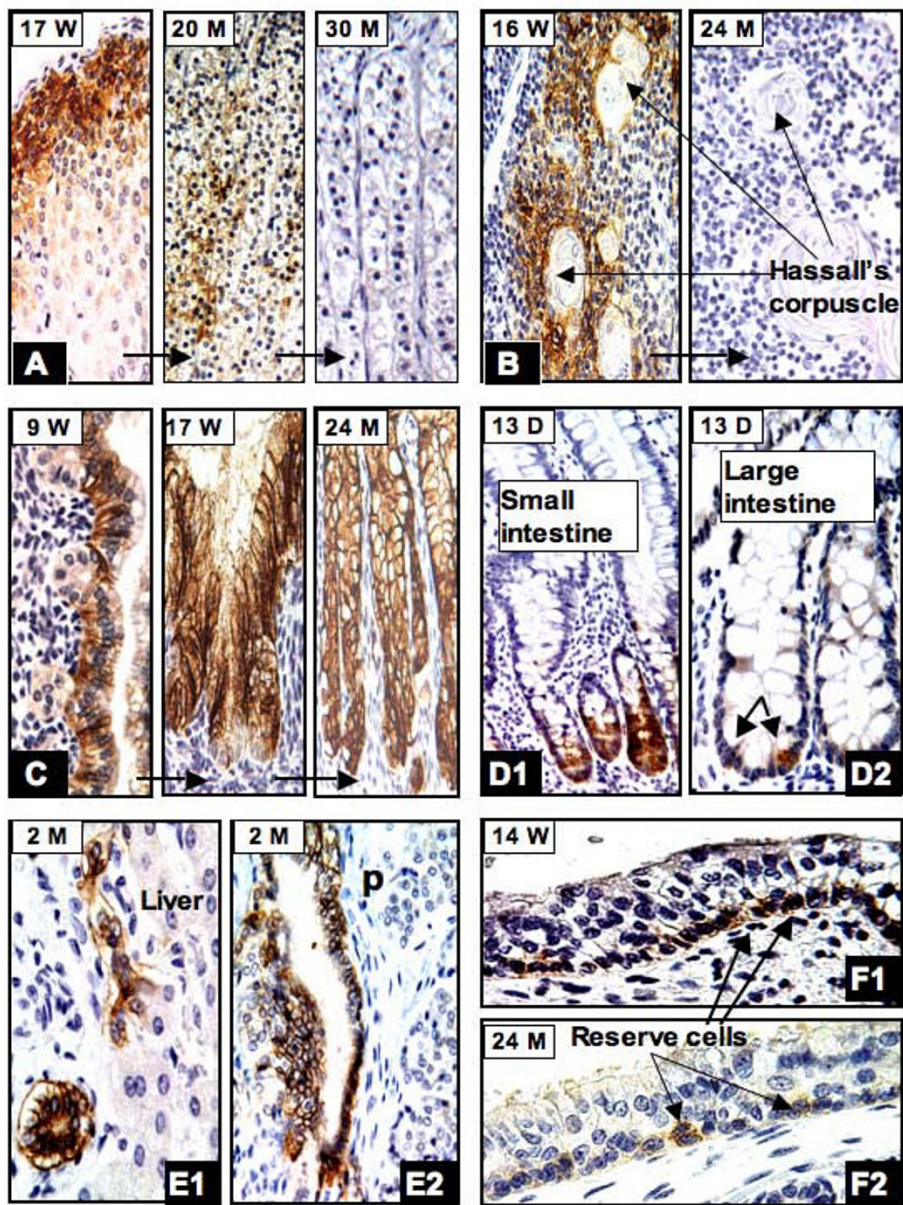 17 W
20 M
30 M
A
16 W
24 M
Hassall's
corpuscle
B
9 W
17 W
24 M
C
13 D
Small
intestine
D1
13 D
Large
intestine
D2
2 M
Liver
E1
2 M
p
E2
14 W
F1
24 M
Reserve cells
F2